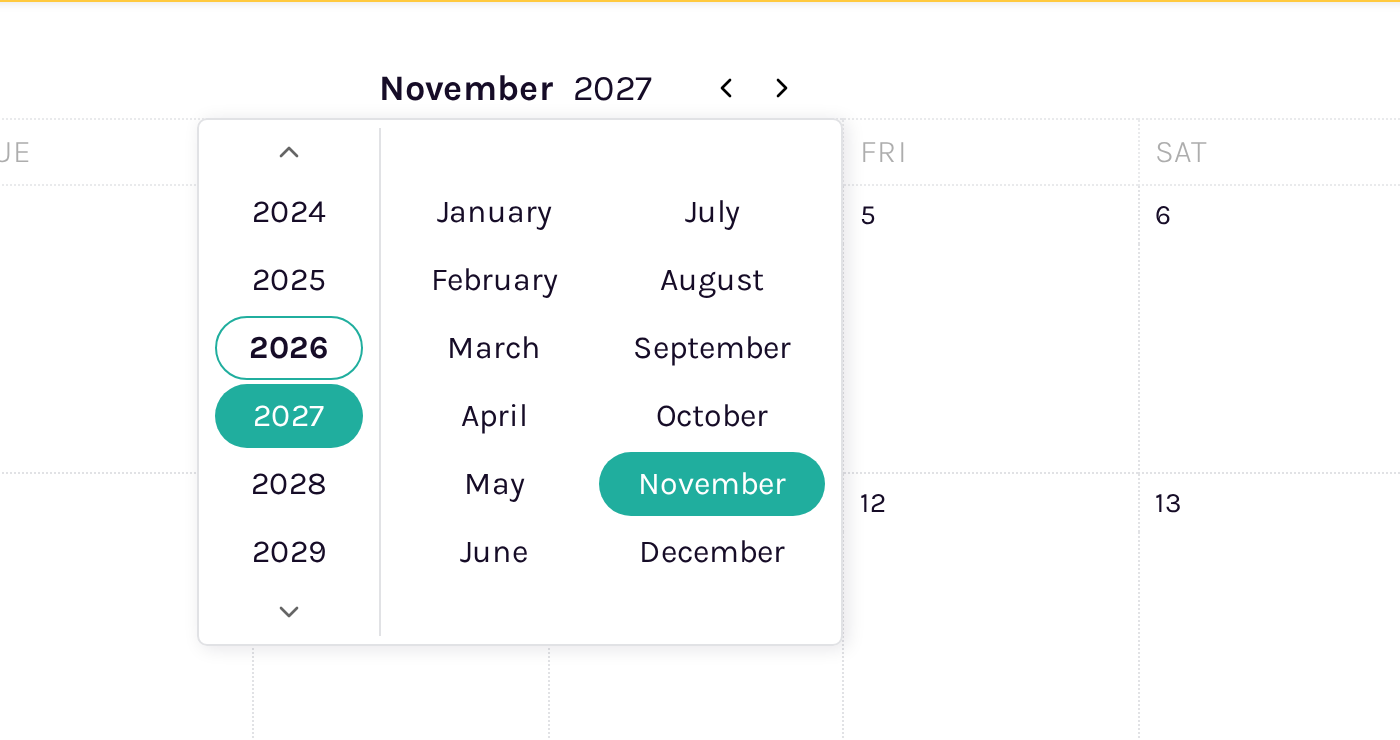 November 2027
UE FRI SAT
2024 January July 5 6
2025 February August
2026 March September
2027 April October
2028 May November 12 13
2029 June December